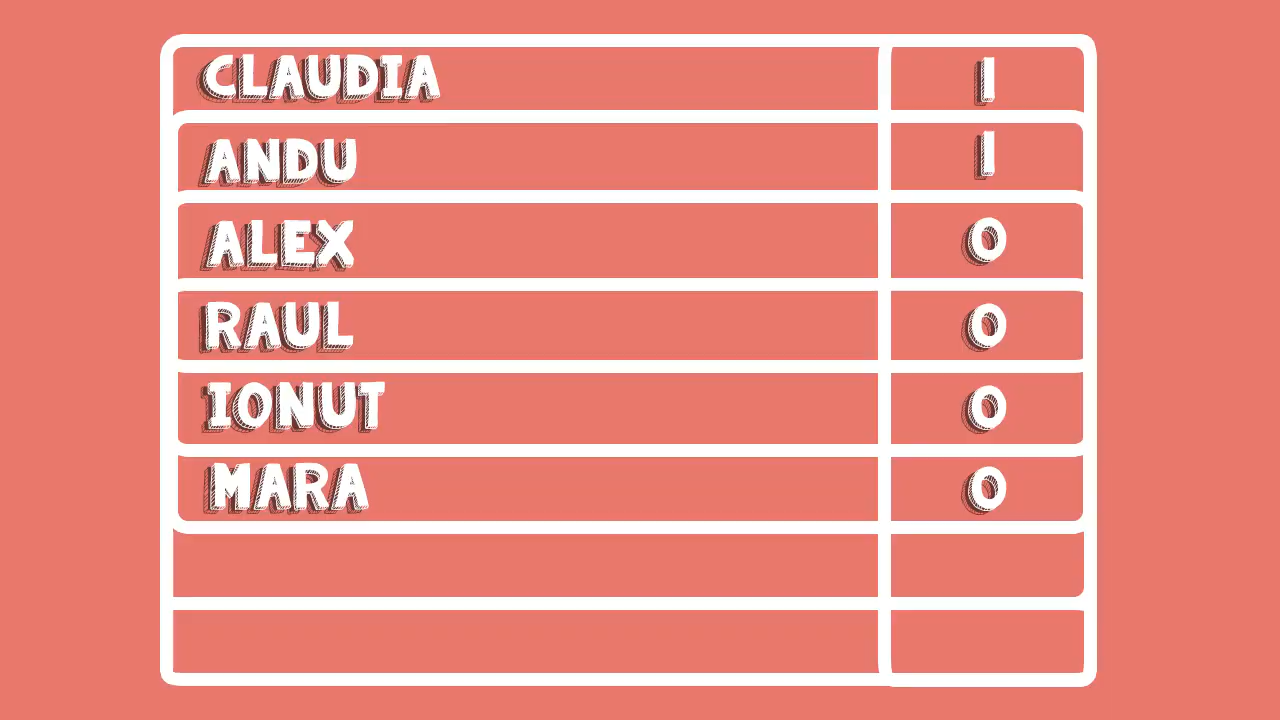 CLAUDIA 1
ANDU 1
ALEX 0
RAUL 0
IONUT 0
MARA 0